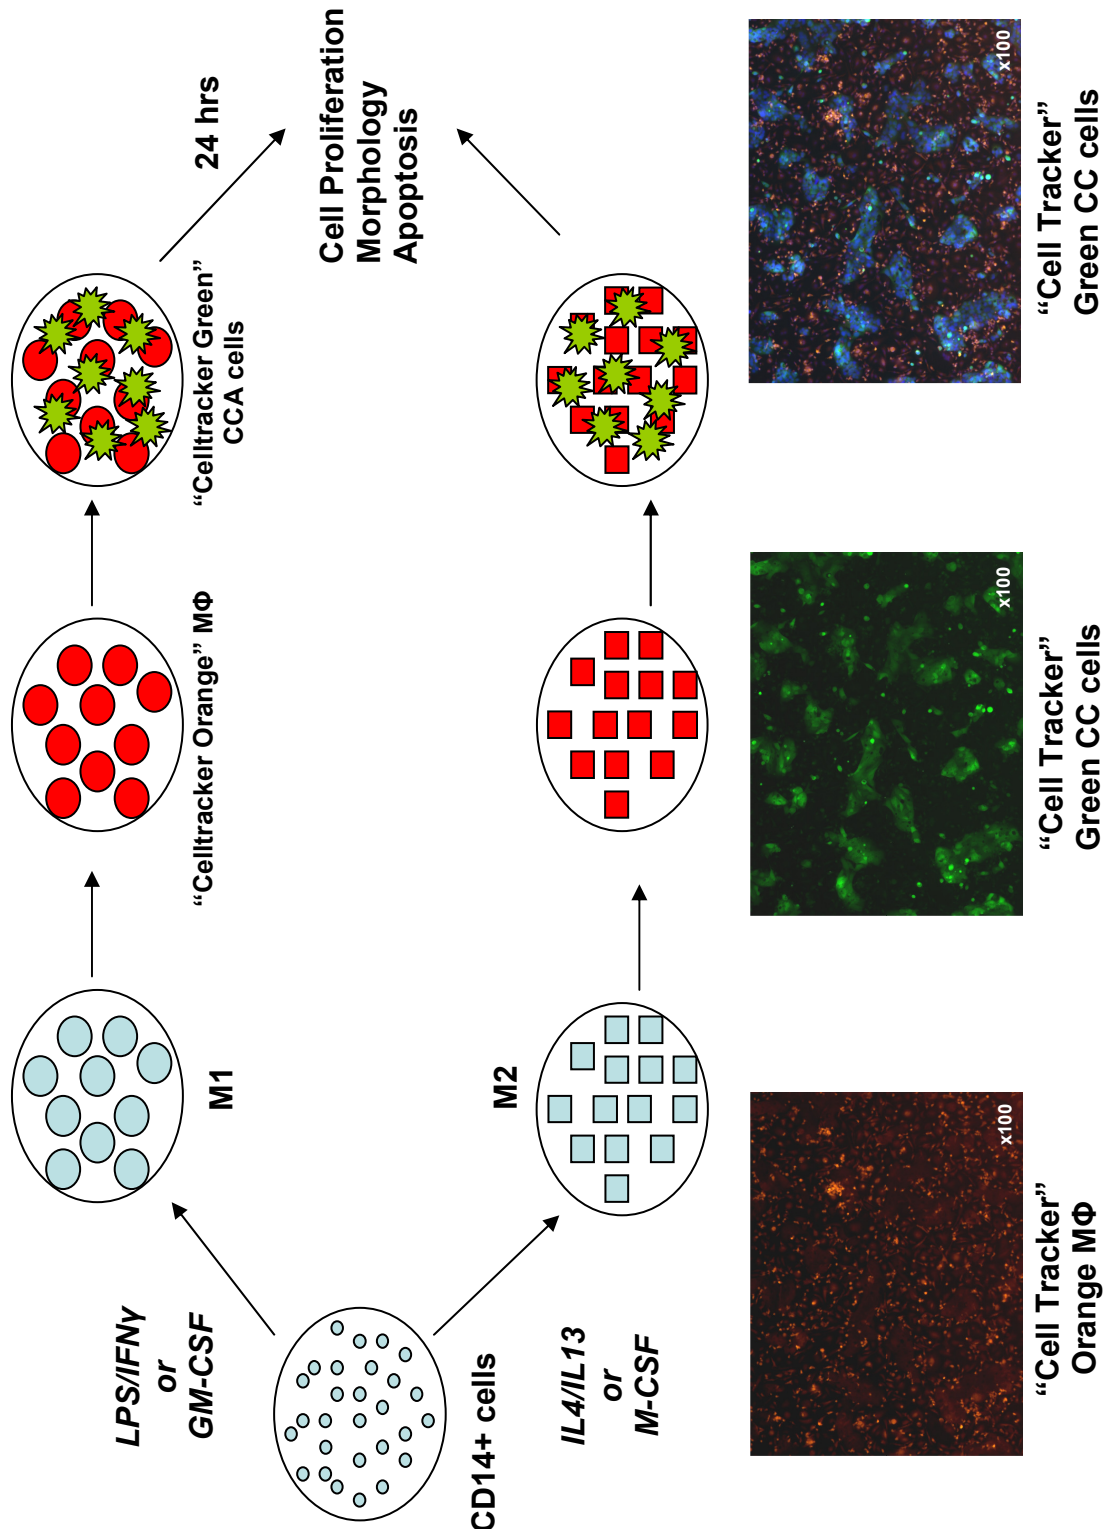 LPS/IFNγ
or
GM-CSF
CD14+ cells
IL4/IL13
or
M-CSF
M1
M2
“Celltracker Orange” MΦ
“Celltracker Green”
CCA cells
24 hrs
Cell Proliferation
Morphology
Apoptosis
x100
“Cell Tracker”
Orange MΦ
x100
“Cell Tracker”
Green CC cells
x100
“Cell Tracker”
Green CC cells